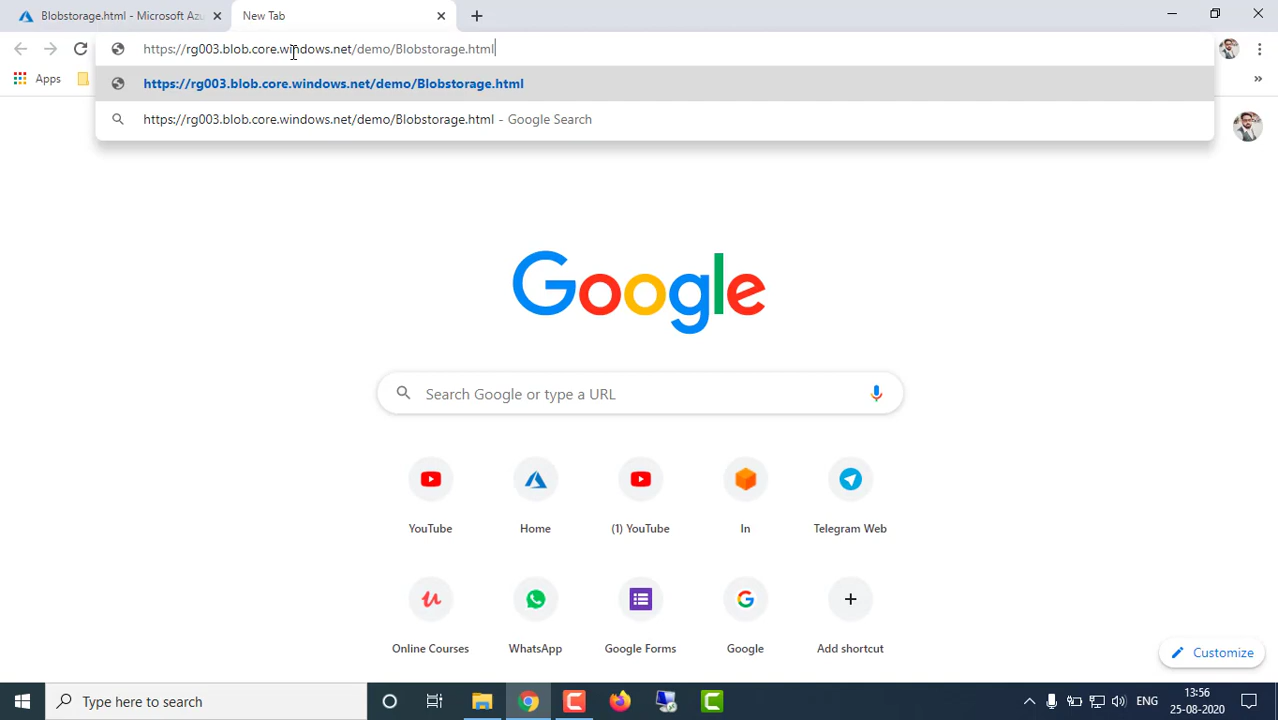 Blobstorage.html - Microsoft Azu
New Tab
https://rg003.blob.core.windows.net/demo/Blobstorage.html
Apps
»
https://rg003.blob.core.windows.net/demo/Blobstorage.html
https://rg003.blob.core.windows.net/demo/Blobstorage.html - Google Search
Google
Search Google or type a URL
YouTube
Home
(1) YouTube
In
Telegram Web
Online Courses
WhatsApp
Google Forms
Google
Add shortcut
Customize
Type here to search
ENG
13:56
25-08-2020